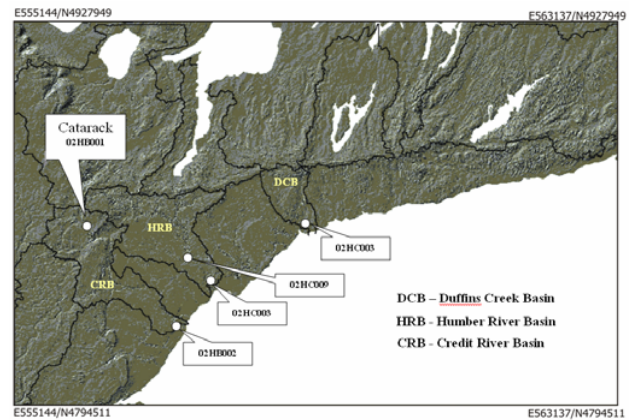 E555144/N4927949
E563137/N4927949
Catarack
02HB001
DCB
HRB
02HC003
CRB
02HC009
02HC003
02HB002
DCB – Duffins Creek Basin
HRB - Humber River Basin
CRB - Credit River Basin
E555144/N4794511
E563137/N4794511